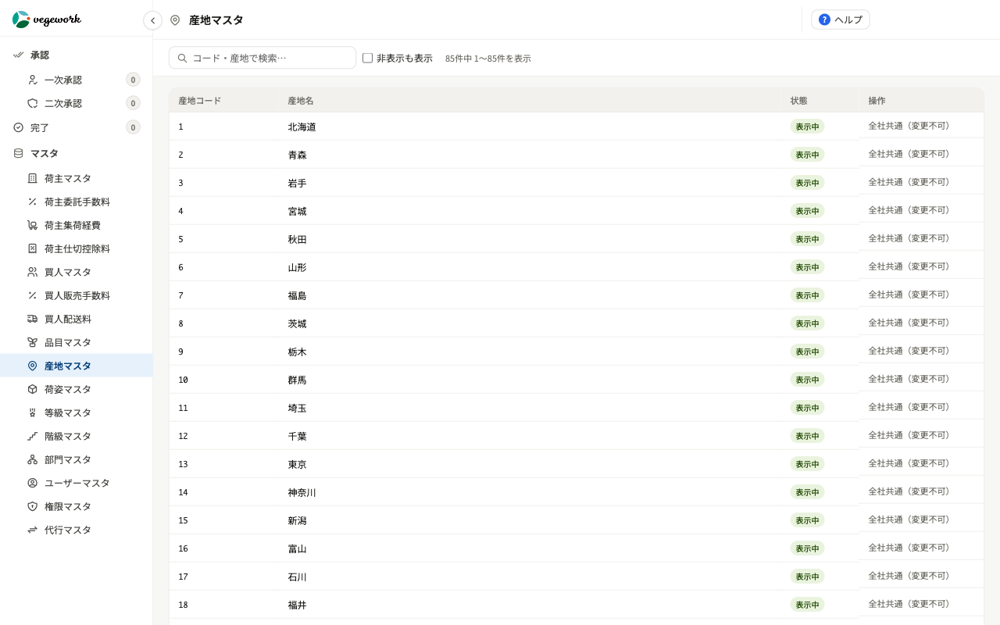 vegework
産地マスタ
? ヘルプ
承認
一次承認 0
二次承認 0
完了 0
マスタ
荷主マスタ
荷主委託手数料
荷主集荷経費
荷主仕切控除料
買人マスタ
買人販売手数料
買人配送料
品目マスタ
産地マスタ
荷姿マスタ
等級マスタ
階級マスタ
部門マスタ
ユーザーマスタ
権限マスタ
代行マスタ
コード・産地で検索… 非表示も表示 85件中 1〜85件を表示
産地コード 産地名 状態 操作
1 北海道 表示中 全社共通（変更不可）
2 青森 表示中 全社共通（変更不可）
3 岩手 表示中 全社共通（変更不可）
4 宮城 表示中 全社共通（変更不可）
5 秋田 表示中 全社共通（変更不可）
6 山形 表示中 全社共通（変更不可）
7 福島 表示中 全社共通（変更不可）
8 茨城 表示中 全社共通（変更不可）
9 栃木 表示中 全社共通（変更不可）
10 群馬 表示中 全社共通（変更不可）
11 埼玉 表示中 全社共通（変更不可）
12 千葉 表示中 全社共通（変更不可）
13 東京 表示中 全社共通（変更不可）
14 神奈川 表示中 全社共通（変更不可）
15 新潟 表示中 全社共通（変更不可）
16 富山 表示中 全社共通（変更不可）
17 石川 表示中 全社共通（変更不可）
18 福井 表示中 全社共通（変更不可）